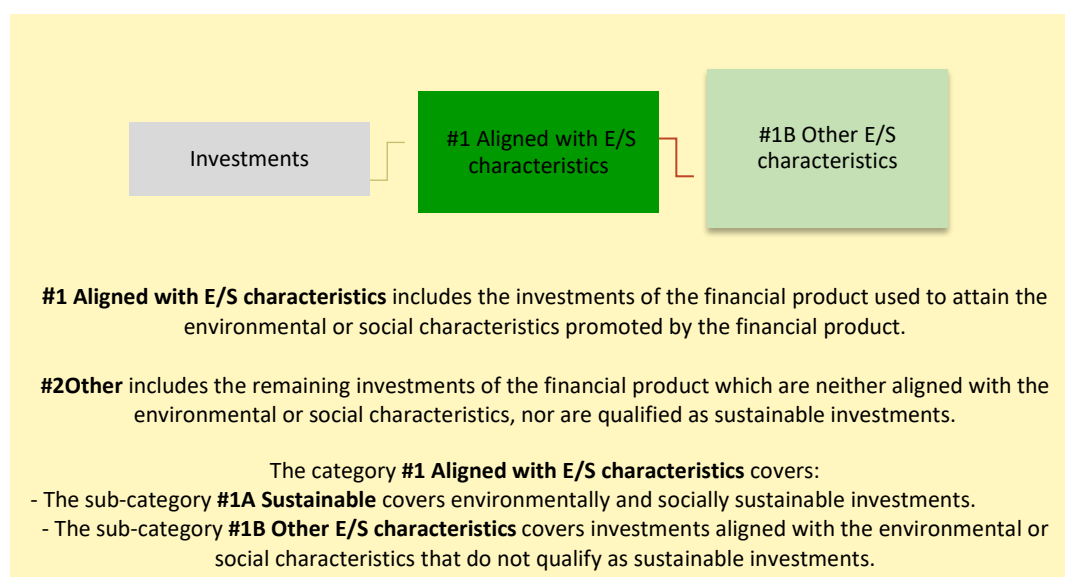 Investments
#1 Aligned with E/S
characteristics
#1B Other E/S
characteristics
#1 Aligned with E/S characteristics includes the investments of the financial product used to attain the
environmental or social characteristics promoted by the financial product.
#2Other includes the remaining investments of the financial product which are neither aligned with the
environmental or social characteristics, nor are qualified as sustainable investments.
The category #1 Aligned with E/S characteristics covers:
- The sub-category #1A Sustainable covers environmentally and socially sustainable investments.
- The sub-category #1B Other E/S characteristics covers investments aligned with the environmental or
social characteristics that do not qualify as sustainable investments.